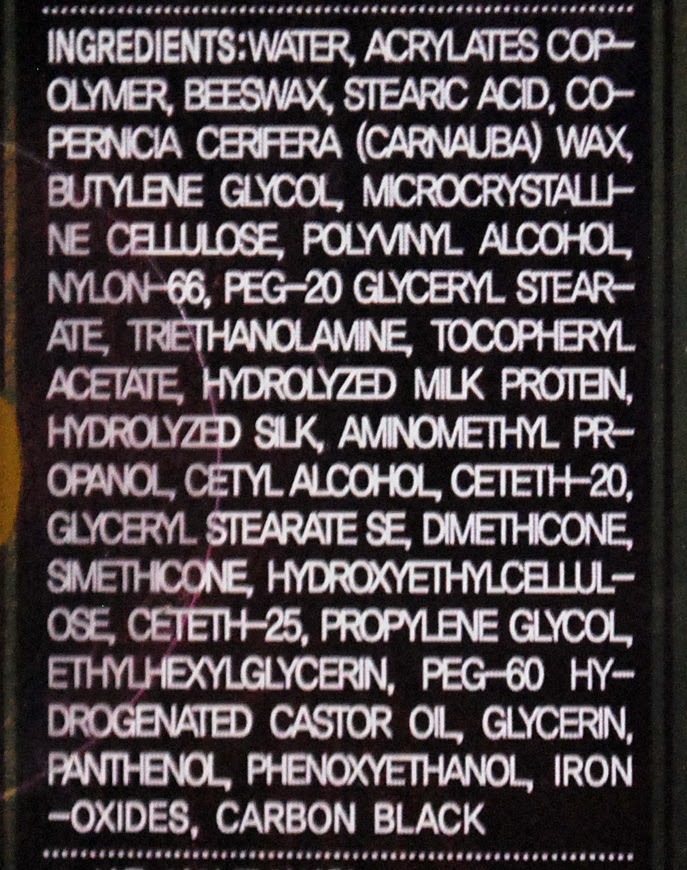 INGREDIENTS:WATER, ACRYLATES COP-
OLYMER, BEESWAX, STEARIC ACID, CO-
PERNICIA CERIFERA (CARNAUBA) WAX,
BUTYLENE GLYCOL, MICROCRYSTALLI-
NE CELLULOSE, POLYVINYL ALCOHOL,
NYLON-66, PEG-20 GLYCERYL STEAR-
ATE, TRIETHANOLAMINE, TOCOPHERYL
ACETATE, HYDROLYZED MILK PROTEIN,
HYDROLYZED SILK, AMINOMETHYL PR-
OPANOL, CETYL ALCOHOL, CETETH-20,
GLYCERYL STEARATE SE, DIMETHICONE,
SIMETHICONE, HYDROXYETHYLCELLUL-
OSE, CETETH-25, PROPYLENE GLYCOL,
ETHYLHEXYLGLYCERIN, PEG-60 HY-
DROGENATED CASTOR OIL, GLYCERIN,
PANTHENOL, PHENOXYETHANOL, IRON
-OXIDES, CARBON BLACK